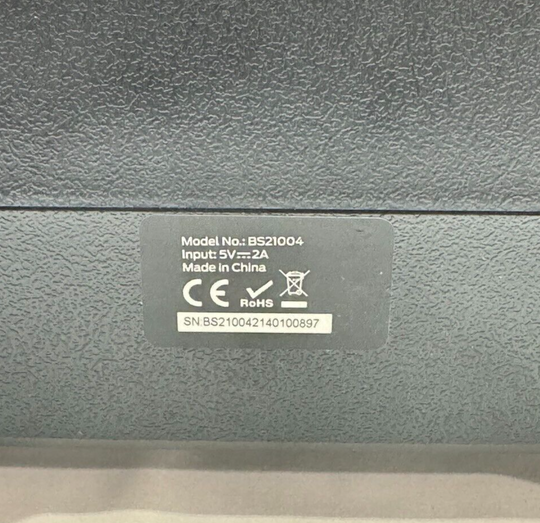 Model No.: BS21004
Input: 5V⎓2A
Made in China
CE RoHS
SN:BS210042140100897